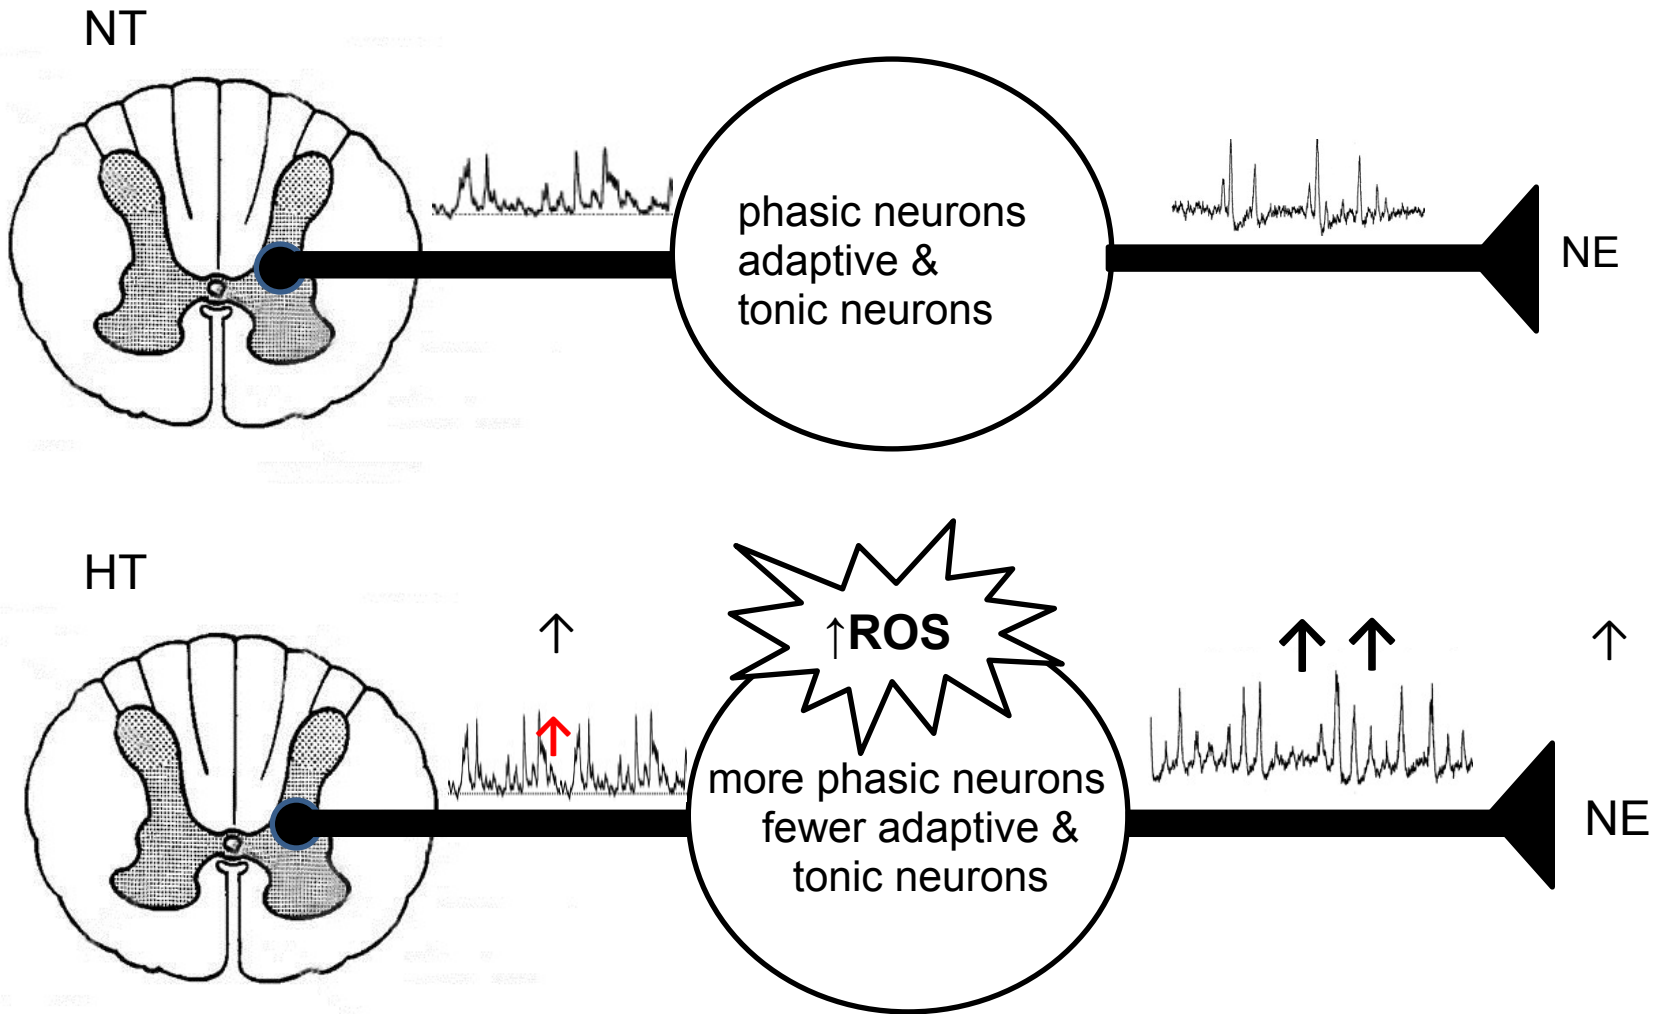 NT
phasic neurons
adaptive &
tonic neurons
NE
HT
↑
↑ROS
↑ ↑
↑
↑
more phasic neurons
fewer adaptive &
tonic neurons
NE